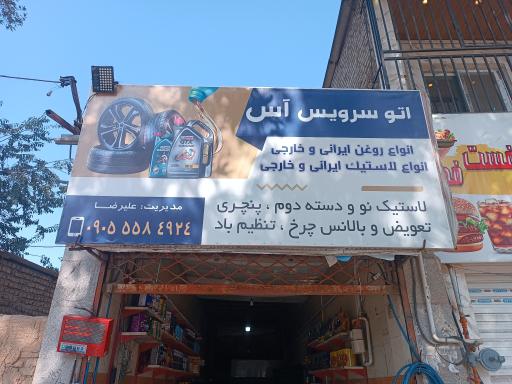 اتو سرویس آس
انواع روغن ایرانی و خارجی
انواع لاستیک ایرانی و خارجی
لاستیک نو و دسته دوم ، پنچری
تعویض و بالانس چرخ ، تنظیم باد
مدیریت: علیرضا
۰۹۰۵ ۵۵۸ ۴۹۲۴